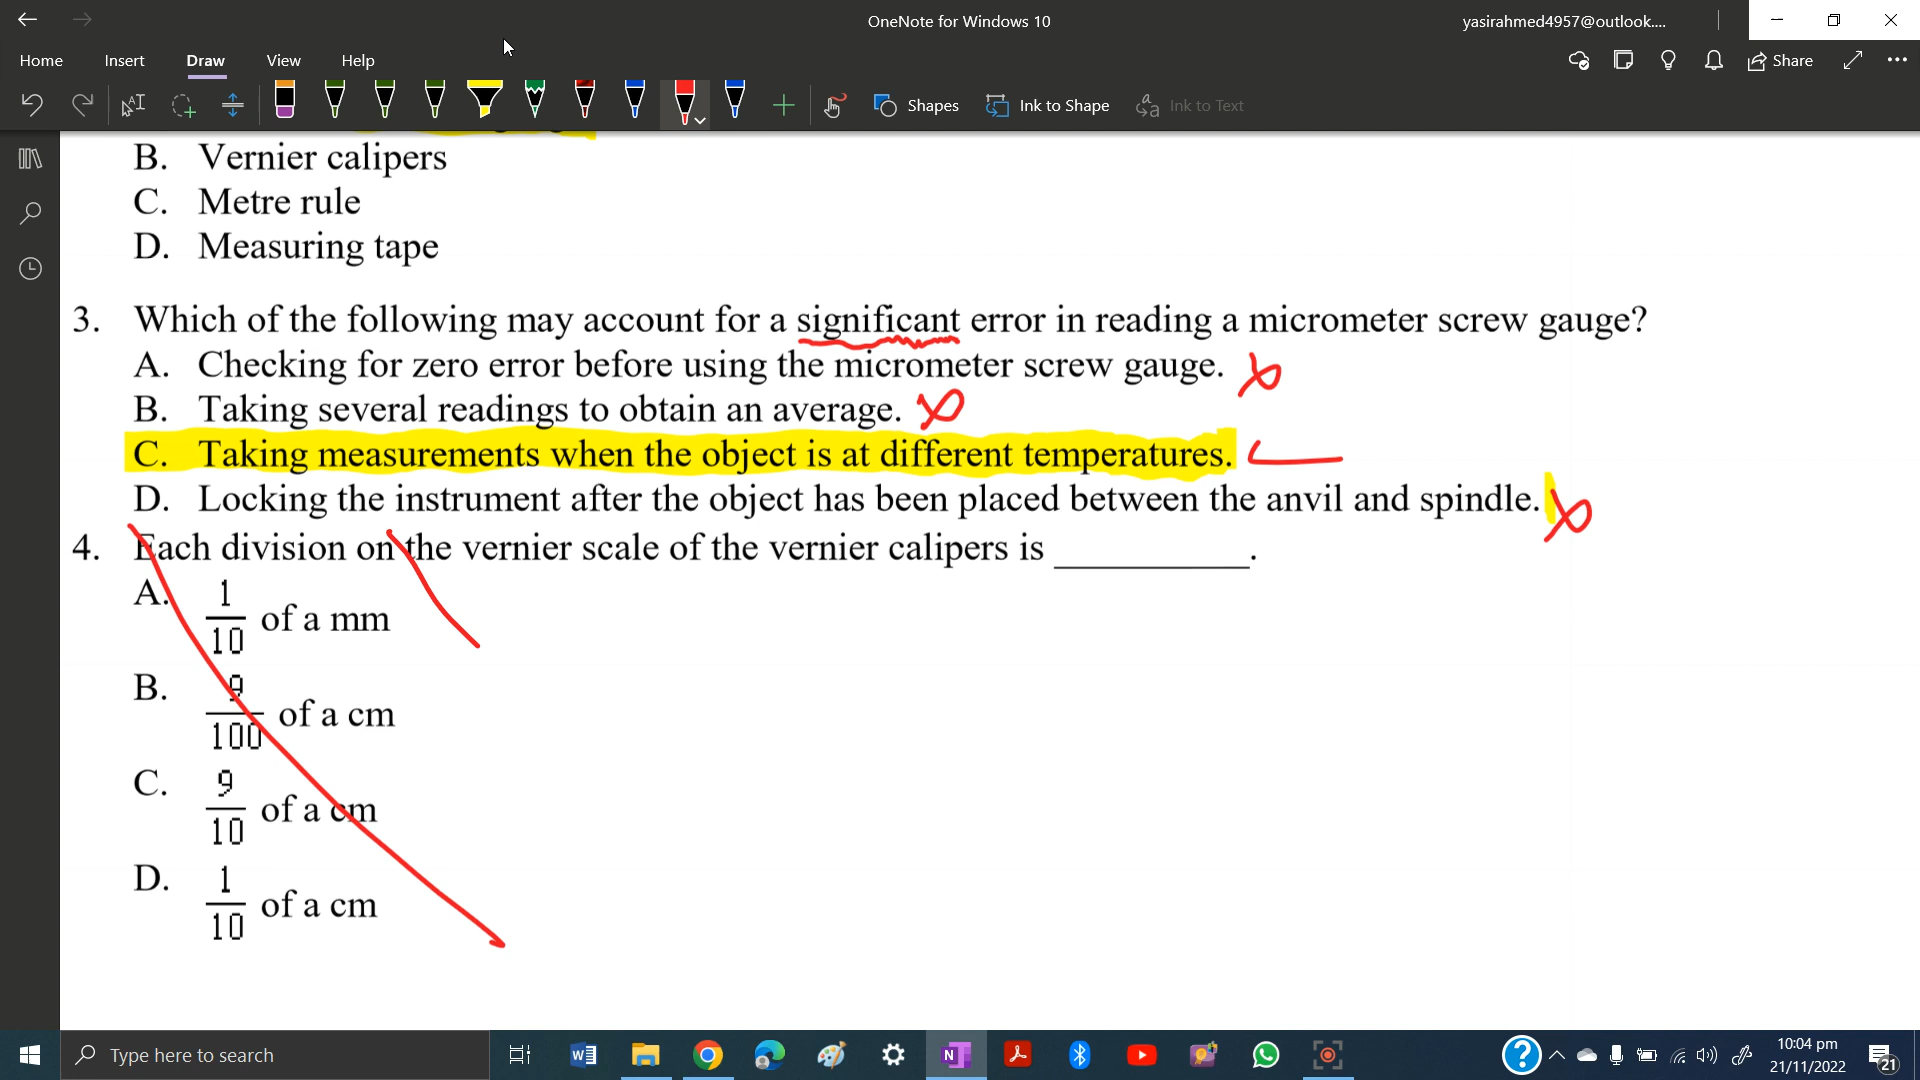 OneNote for Windows 10
yasirahmed4957@outlook....
Home Insert Draw View Help
Share
Shapes Ink to Shape Ink to Text
B. Vernier calipers
C. Metre rule
D. Measuring tape
3. Which of the following may account for a significant error in reading a micrometer screw gauge?
A. Checking for zero error before using the micrometer screw gauge.
B. Taking several readings to obtain an average.
C. Taking measurements when the object is at different temperatures.
D. Locking the instrument after the object has been placed between the anvil and spindle.
4. Each division on the vernier scale of the vernier calipers is __________.
A. 1/10 of a mm
B. 9/100 of a cm
C. 9/10 of a cm
D. 1/10 of a cm
Type here to search
10:04 pm
21/11/2022
21